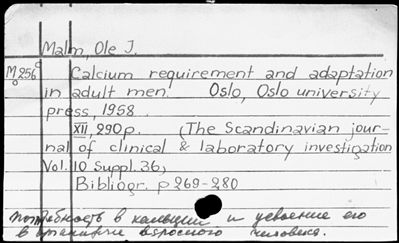 Malm, Ole J.
M256 Calcium requirement and adaptation
in adult men. Oslo, Oslo university
press, 1958.
XII, 290 p. (The Scandinavian jour-
nal of clinical & laboratory investigation
Vol. 10 Suppl. 36)
Bibliogr. p 269-280
Потребность в кальции и усвоение его
в организме взрослого человека.